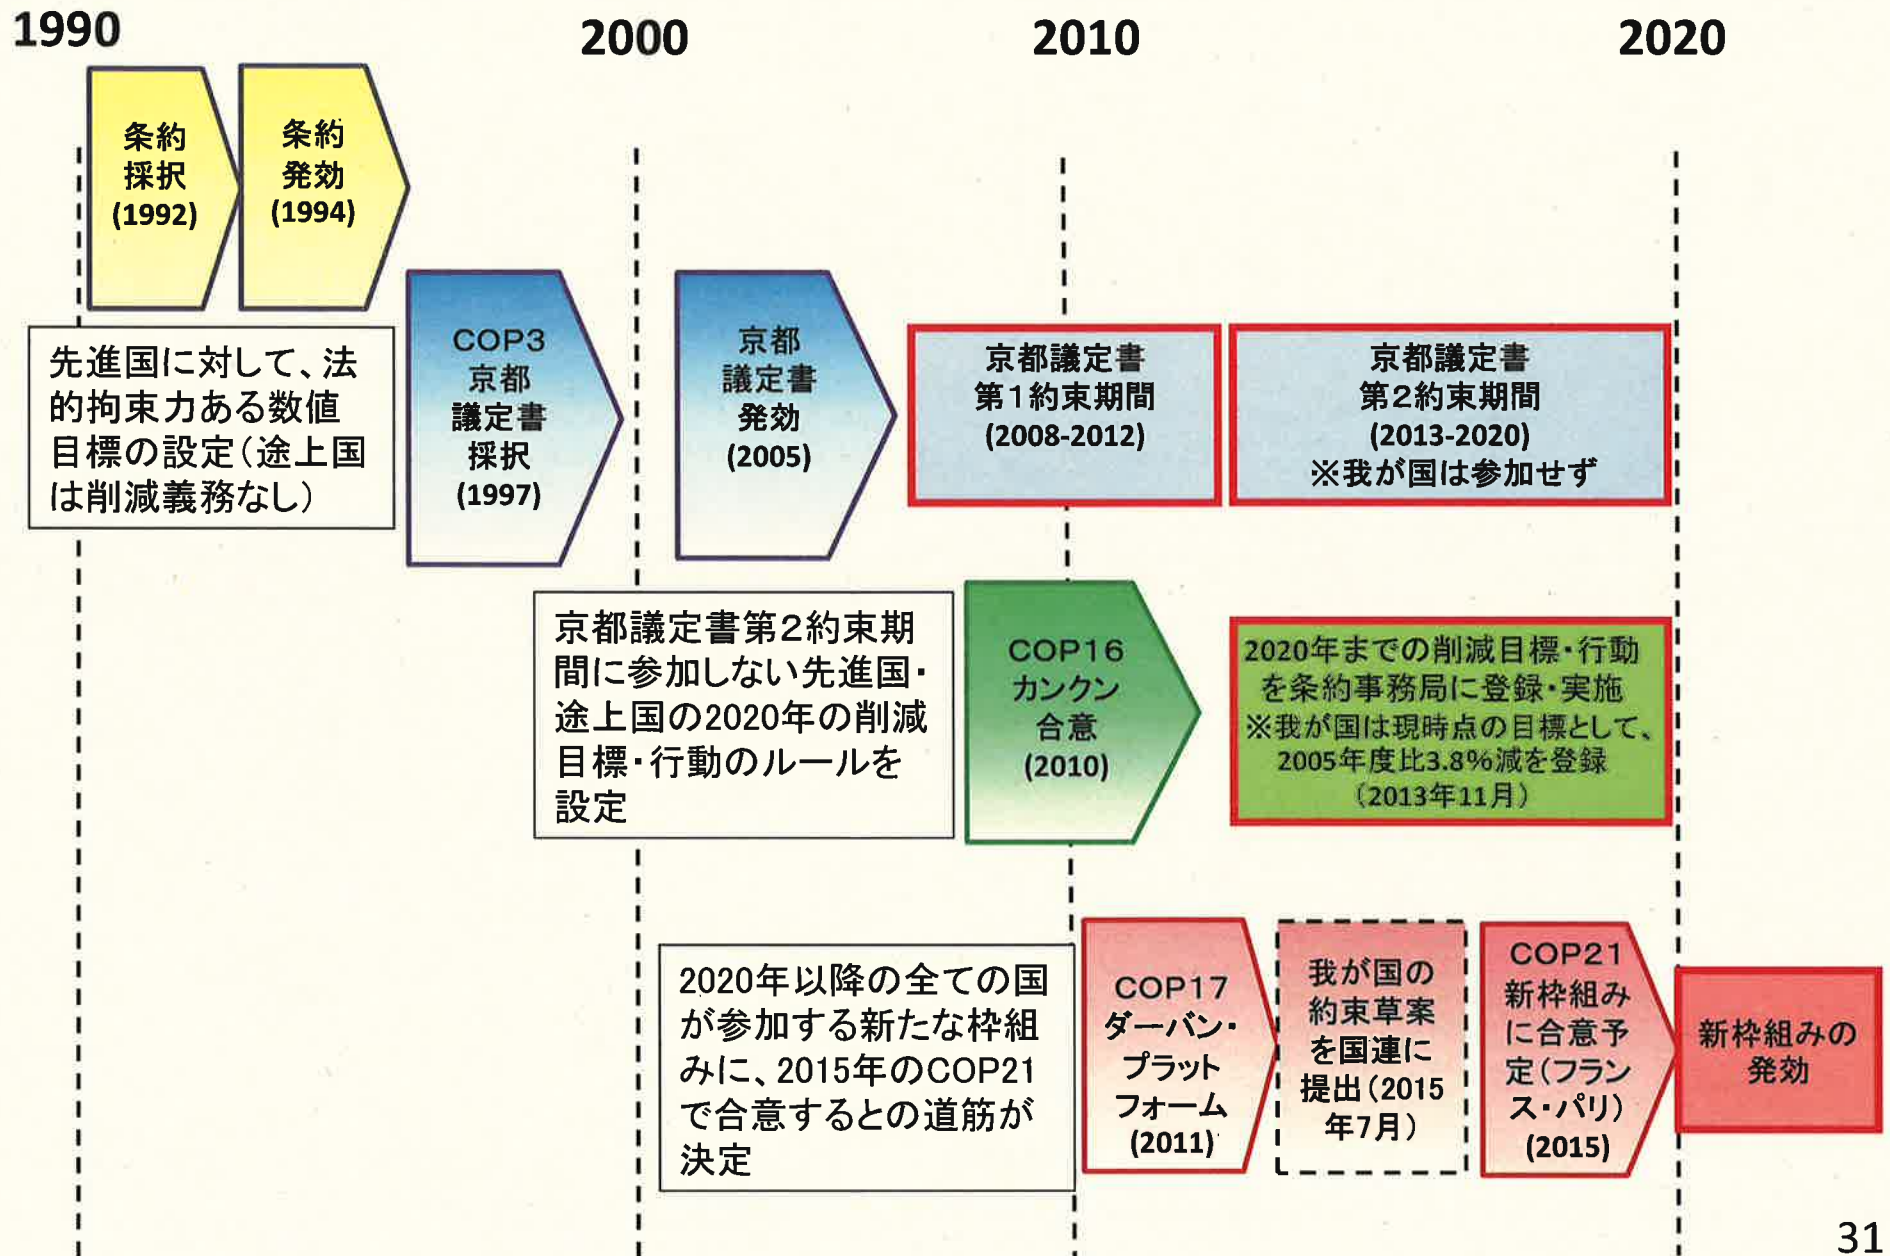 1990
2000
2010
2020
条約
採択
(1992)
条約
発効
(1994)
先進国に対して、法
的拘束力ある数値
目標の設定(途上国
は削減義務なし)
COP3
京都
議定書
採択
(1997)
京都
議定書
発効
(2005)
京都議定書
第1約束期間
(2008-2012)
京都議定書
第2約束期間
(2013-2020)
※我が国は参加せず
京都議定書第2約束期
間に参加しない先進国・
途上国の2020年の削減
目標・行動のルールを
設定
COP16
カンクン
合意
(2010)
2020年までの削減目標・行動
を条約事務局に登録・実施
※我が国は現時点の目標として、
2005年度比3.8%減を登録
(2013年11月)
2020年以降の全ての国
が参加する新たな枠組
みに、2015年のCOP21
で合意するとの道筋が
決定
COP17
ダーバン・
プラット
フォーム
(2011)
我が国の
約束草案
を国連に
提出(2015
年7月)
COP21
新枠組み
に合意予
定(フラン
ス・パリ)
(2015)
新枠組みの
発効
31